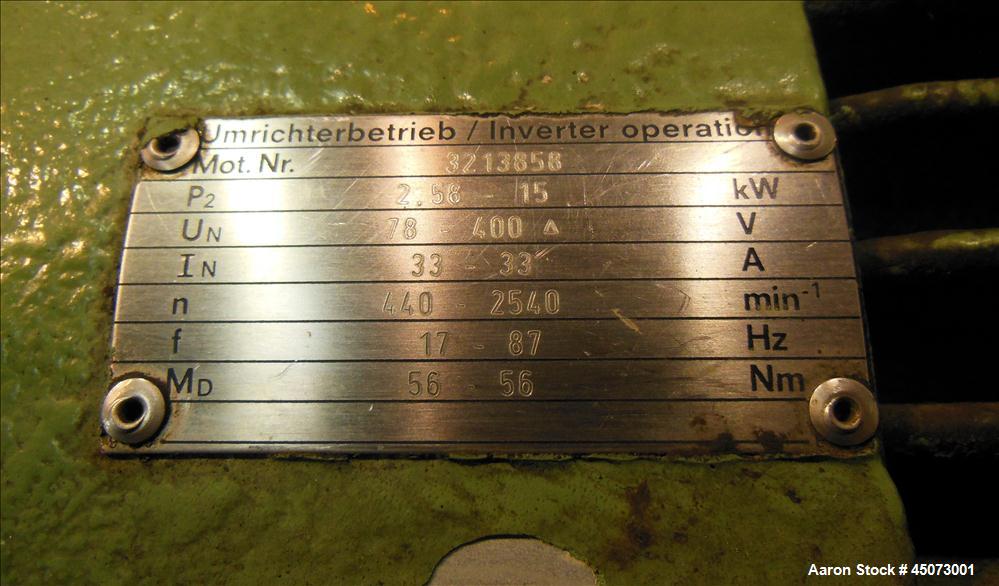 Umrichterbetrieb / Inverter operation
Mot. Nr. 3213858
P2 2,58 - 15 kW
UN 78 - 400 △ V
IN 33 - 33 A
n 440 - 2540 min-1
f 17 - 87 Hz
MD 56 - 56 Nm
Aaron Stock # 45073001